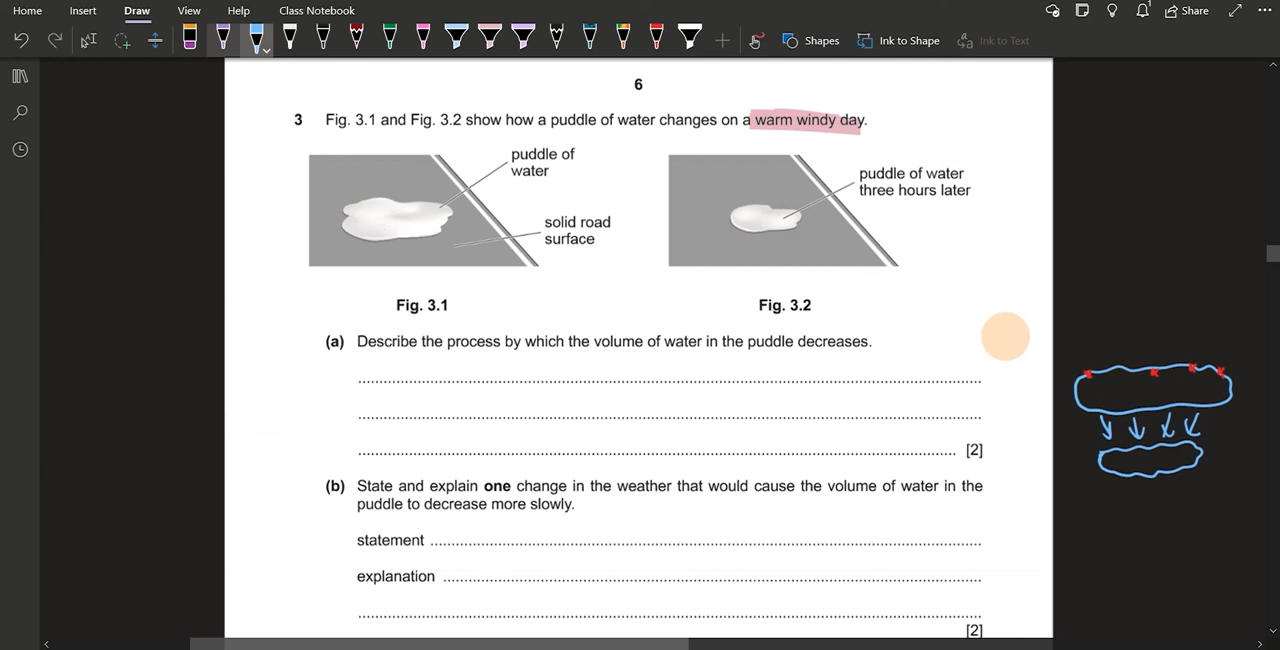 Home Insert Draw View Help Class Notebook Share
Shapes Ink to Shape Ink to Text
6
3 Fig. 3.1 and Fig. 3.2 show how a puddle of water changes on a warm windy day.
puddle of
water
solid road
surface
puddle of water
three hours later
Fig. 3.1 Fig. 3.2
(a) Describe the process by which the volume of water in the puddle decreases.
..........................................................................................
..........................................................................................
.......................................................................................... [2]
(b) State and explain one change in the weather that would cause the volume of water in the
puddle to decrease more slowly.
statement ..........................................................................................
explanation ..........................................................................................
..........................................................................................
[2]